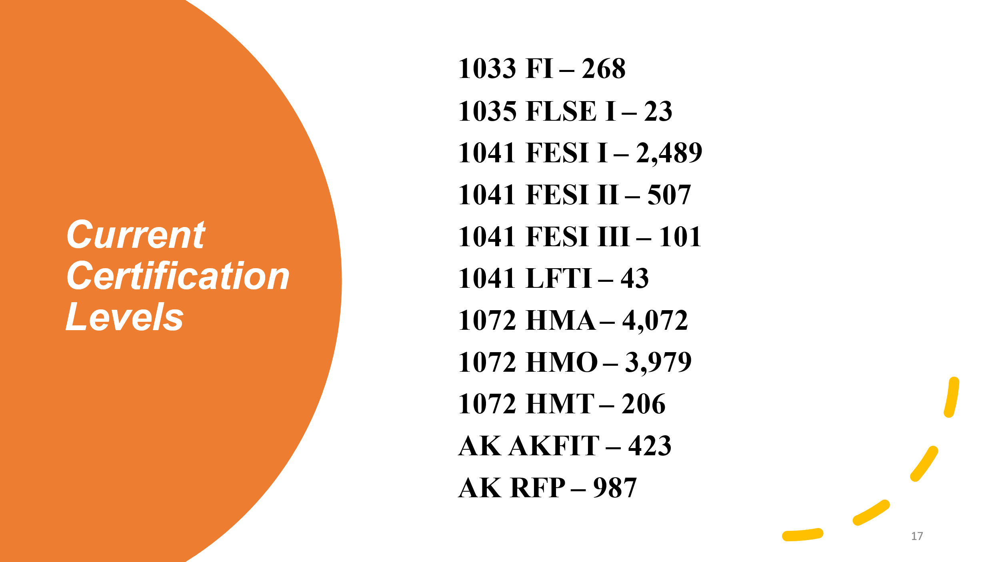 Current
Certification
Levels
1033 FI – 268
1035 FLSE I – 23
1041 FESI I – 2,489
1041 FESI II – 507
1041 FESI III – 101
1041 LFTI – 43
1072 HMA – 4,072
1072 HMO – 3,979
1072 HMT – 206
AK AKFIT – 423
AK RFP – 987
17